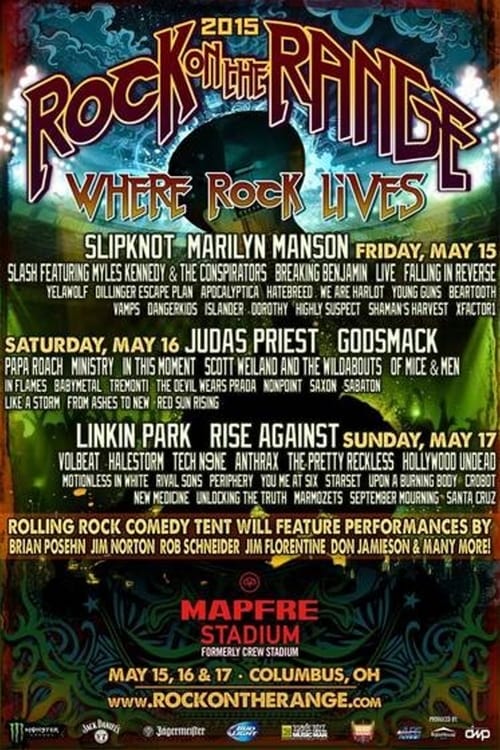 2015
ROCK ON THE RANGE
WHERE ROCK LIVES
SLIPKNOT MARILYN MANSON FRIDAY, MAY 15
SLASH FEATURING MYLES KENNEDY & THE CONSPIRATORS BREAKING BENJAMIN LIVE FALLING IN REVERSE
YELAWOLF DILLINGER ESCAPE PLAN APOCALYPTICA HATEBREED WE ARE HARLOT YOUNG GUNS BEARTOOTH
VAMPS DANGERKIDS ISLANDER DOROTHY HIGHLY SUSPECT SHAMAN'S HARVEST XFACTOR1
SATURDAY, MAY 16 JUDAS PRIEST GODSMACK
PAPA ROACH MINISTRY IN THIS MOMENT SCOTT WEILAND AND THE WILDABOUTS OF MICE & MEN
IN FLAMES BABYMETAL TREMONTI THE DEVIL WEARS PRADA NONPOINT SAXON SABATON
LIKE A STORM FROM ASHES TO NEW RED SUN RISING
LINKIN PARK RISE AGAINST SUNDAY, MAY 17
VOLBEAT HALESTORM TECH N9NE ANTHRAX THE PRETTY RECKLESS HOLLYWOOD UNDEAD
MOTIONLESS IN WHITE RIVAL SONS PERIPHERY YOU ME AT SIX STARSET UPON A BURNING BODY CROBOT
NEW MEDICINE UNLOCKING THE TRUTH MARMOZETS SEPTEMBER MOURNING SANTA CRUZ
ROLLING ROCK COMEDY TENT WILL FEATURE PERFORMANCES BY
BRIAN POSEHN JIM NORTON ROB SCHNEIDER JIM FLORENTINE DON JAMIESON & MANY MORE!
MAPFRE
STADIUM
FORMERLY CREW STADIUM
MAY 15, 16 & 17 · COLUMBUS, OH
WWW.ROCKONTHERANGE.COM
MONSTER JACK DANIEL'S Jägermeister BUD LIGHT MUSIC MAN ROCK PRODUCED BY dwp